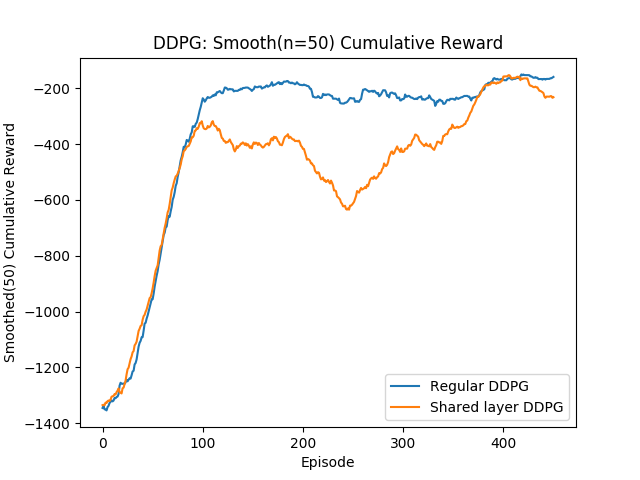 DDPG: Smooth(n=50) Cumulative Reward
Smoothed(50) Cumulative Reward
−200
−400
−600
−800
−1000
−1200
−1400
0
100
200
300
400
Episode
Regular DDPG
Shared layer DDPG